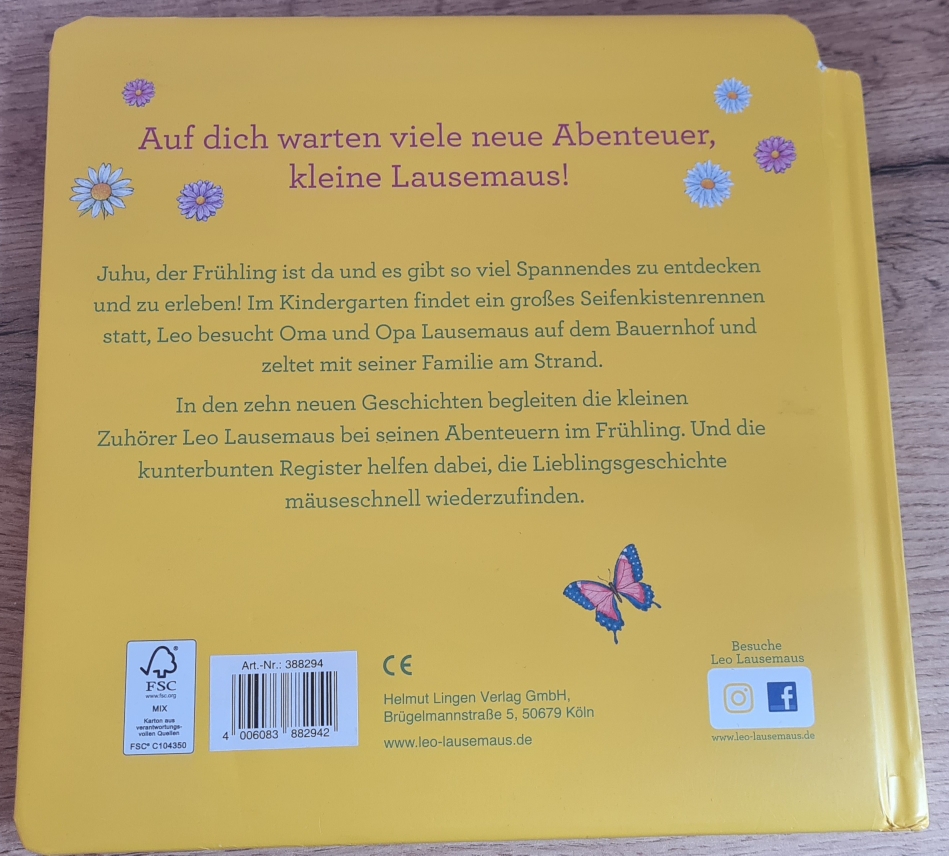 Auf dich warten viele neue Abenteuer,
kleine Lausemaus!
Juhu, der Frühling ist da und es gibt so viel Spannendes zu entdecken
und zu erleben! Im Kindergarten findet ein großes Seifenkistenrennen
statt, Leo besucht Oma und Opa Lausemaus auf dem Bauernhof und
zeltet mit seiner Familie am Strand.
In den zehn neuen Geschichten begleiten die kleinen
Zuhörer Leo Lausemaus bei seinen Abenteuern im Frühling. Und die
kunterbunten Register helfen dabei, die Lieblingsgeschichte
mäuseschnell wiederzufinden.
FSC
www.fsc.org
MIX
Karton aus
verantwortungs-
vollen Quellen
FSC® C104350
Art.-Nr.: 388294
4 006083 882942
CE
Helmut Lingen Verlag GmbH,
Brügelmannstraße 5, 50679 Köln
www.leo-lausemaus.de
Besuche
Leo Lausemaus
f
www.leo-lausemaus.de